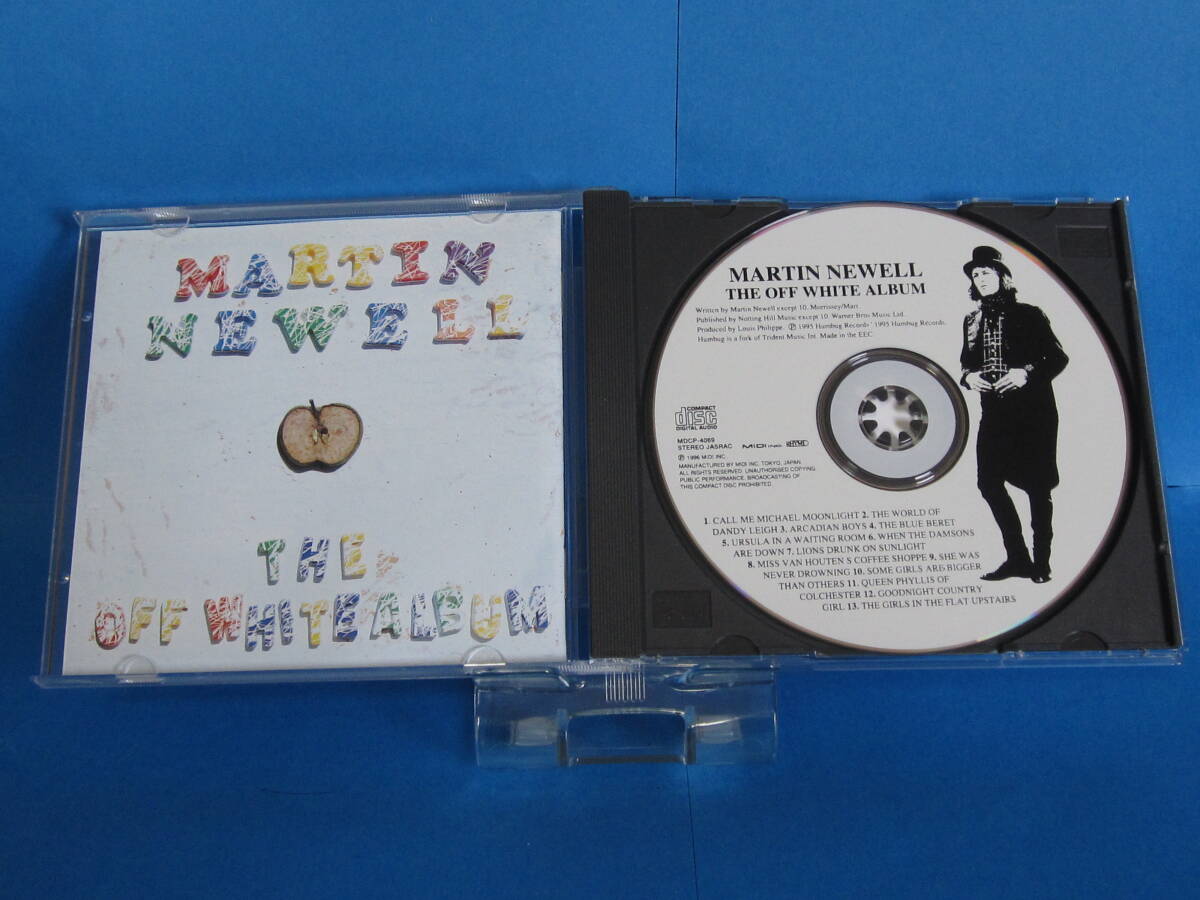 MARTIN
NEWELL
THE
OFF WHITE ALBUM
MARTIN NEWELL
THE OFF WHITE ALBUM
Written by Martin Newell except 10. Morrissey/Marr
Published by Notting Hill Music except 10. Warner Bros Music Ltd.
Produced by Louis Philippe. ℗ 1995 Humbug Records' 1995 Humbug Records.
Humbug is a fork of Trident Music Int. Made in the EEC
COMPACT
disc
DIGITAL AUDIO
MDCP-4069
STEREO JASRAC
MIDI INC.
℗ 1996 MIDI INC.
MANUFACTURED BY MIDI INC. TOKYO, JAPAN.
ALL RIGHTS RESERVED. UNAUTHORISED COPYING,
PUBLIC PERFORMANCE, BROADCASTING OF
THIS COMPACT DISC PROHIBITED.
1. CALL ME MICHAEL MOONLIGHT 2. THE WORLD OF
DANDY LEIGH 3. ARCADIAN BOYS 4. THE BLUE BERET
5. URSULA IN A WAITING ROOM 6. WHEN THE DAMSONS
ARE DOWN 7. LIONS DRUNK ON SUNLIGHT
8. MISS VAN HOUTEN S COFFEE SHOPPE 9. SHE WAS
NEVER DROWNING 10. SOME GIRLS ARE BIGGER
THAN OTHERS 11. QUEEN PHYLLIS OF
COLCHESTER 12. GOODNIGHT COUNTRY
GIRL 13. THE GIRLS IN THE FLAT UPSTAIRS